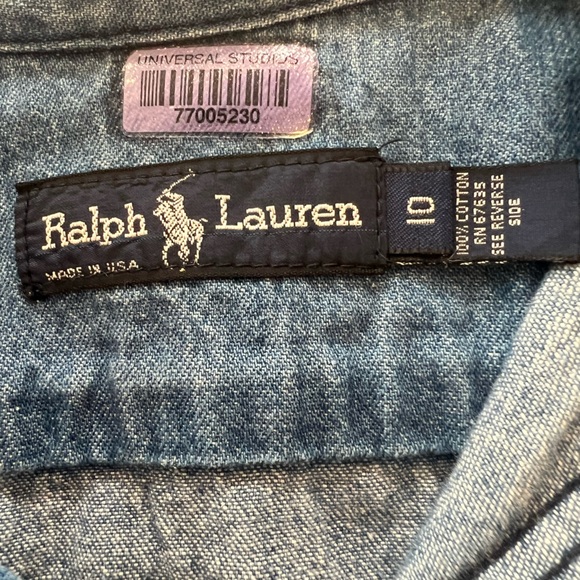 UNIVERSAL STUDIOS
77005230
Ralph Lauren
MADE IN U.S.A.
10
100% COTTON
RN 67635
SEE REVERSE
SIDE